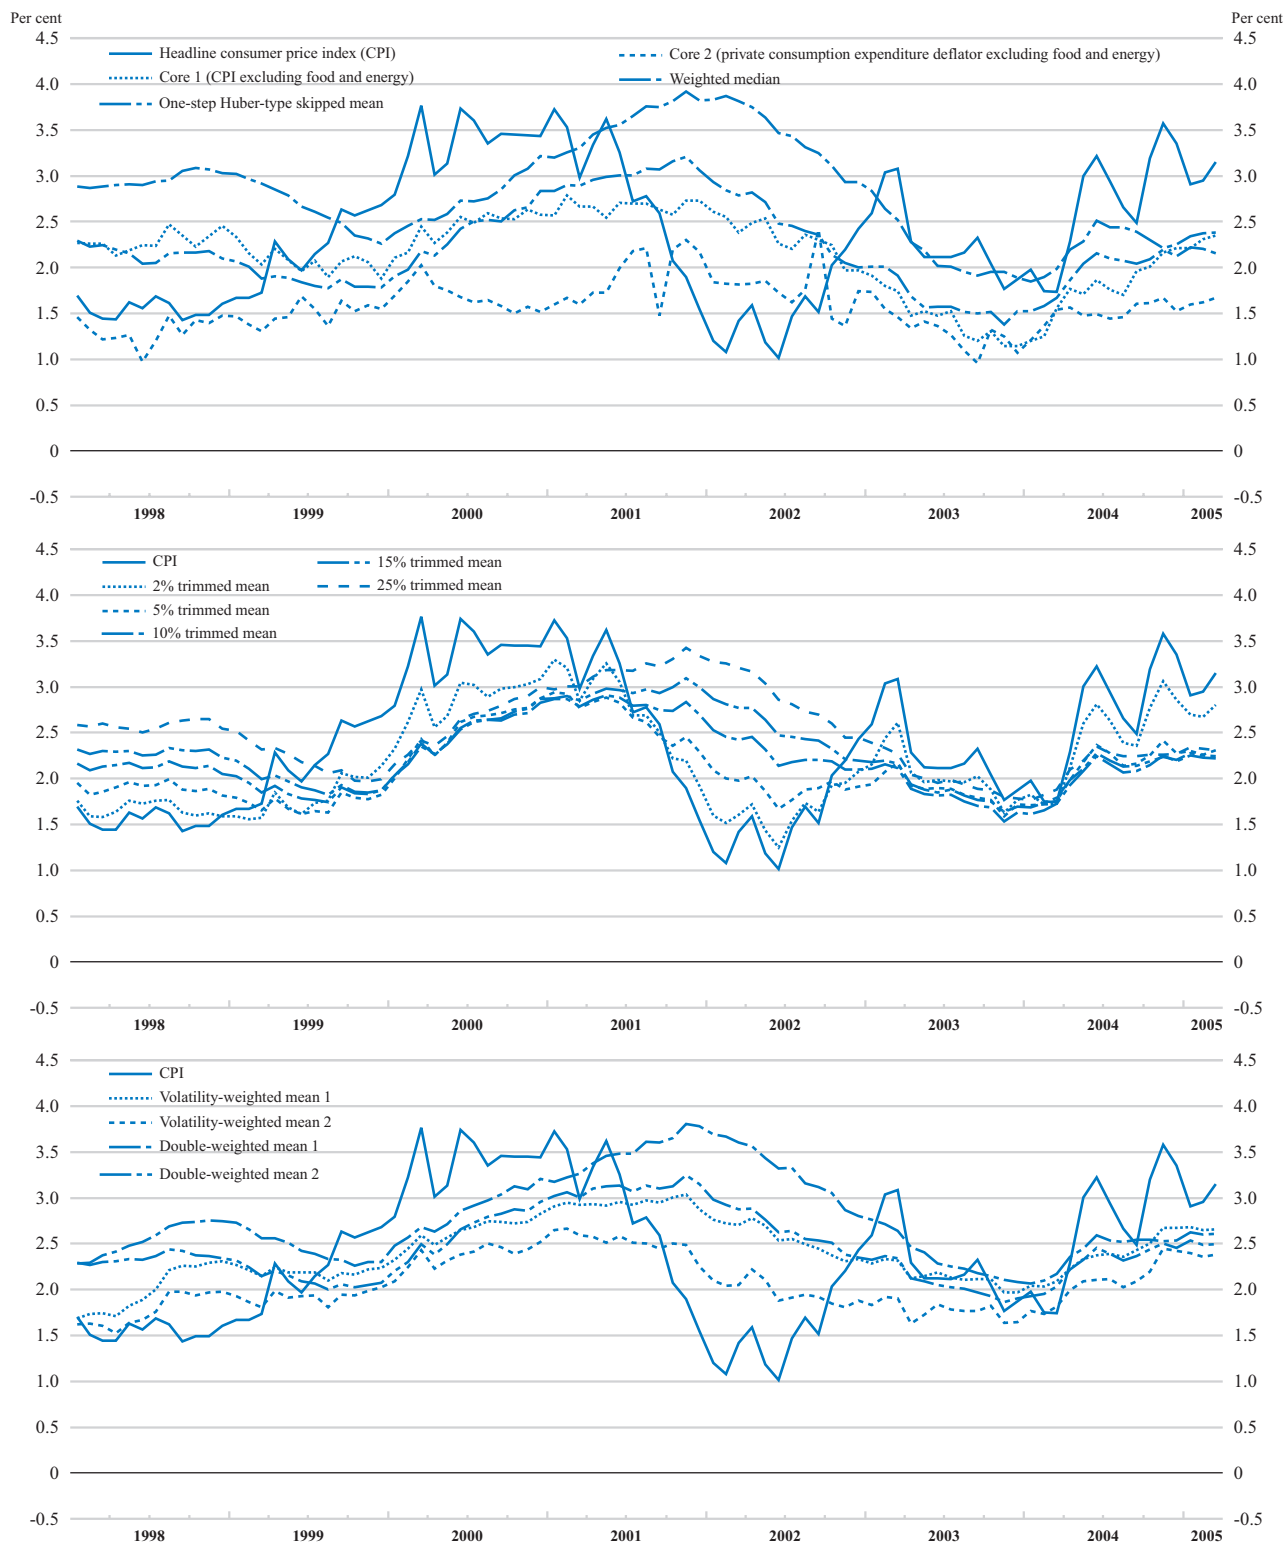 Per cent Per cent
4.5 4.5
Headline consumer price index (CPI) Core 2 (private consumption expenditure deflator excluding food and energy)
Core 1 (CPI excluding food and energy) Weighted median
4.0 4.0
One-step Huber-type skipped mean
3.5 3.5
3.0 3.0
2.5 2.5
2.0 2.0
1.5 1.5
1.0 1.0
0.5 0.5
0 0
-0.5 -0.5
1998 1999 2000 2001 2002 2003 2004 2005
4.5 4.5
CPI 15% trimmed mean
2% trimmed mean 25% trimmed mean
4.0 4.0
5% trimmed mean
10% trimmed mean
3.5 3.5
3.0 3.0
2.5 2.5
2.0 2.0
1.5 1.5
1.0 1.0
0.5 0.5
0 0
-0.5 -0.5
1998 1999 2000 2001 2002 2003 2004 2005
4.5 4.5
CPI
Volatility-weighted mean 1
4.0 4.0
Volatility-weighted mean 2
Double-weighted mean 1
3.5 3.5
Double-weighted mean 2
3.0 3.0
2.5 2.5
2.0 2.0
1.5 1.5
1.0 1.0
0.5 0.5
0 0
-0.5 -0.5
1998 1999 2000 2001 2002 2003 2004 2005